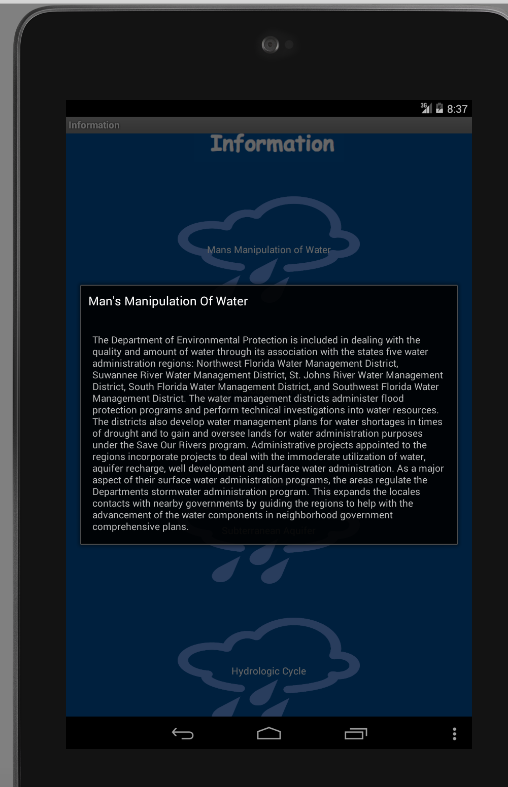 3G 8:37
Information
Information
Mans Manipulation of Water
Man's Manipulation Of Water
The Department of Environmental Protection is included in dealing with the
quality and amount of water through its association with the states five water
administration regions: Northwest Florida Water Management District,
Suwannee River Water Management District, St. Johns River Water Management
District, South Florida Water Management District, and Southwest Florida Water
Management District. The water management districts administer flood
protection programs and perform technical investigations into water resources.
The districts also develop water management plans for water shortages in times
of drought and to gain and oversee lands for water administration purposes
under the Save Our Rivers program. Administrative projects appointed to the
regions incorporate projects to deal with the immoderate utilization of water,
aquifer recharge, well development and surface water administration. As a major
aspect of their surface water administration programs, the areas regulate the
Departments stormwater administration program. This expands the locales
contacts with nearby governments by guiding the regions to help with the
advancement of the water components in neighborhood government
comprehensive plans.
Hydrologic Cycle